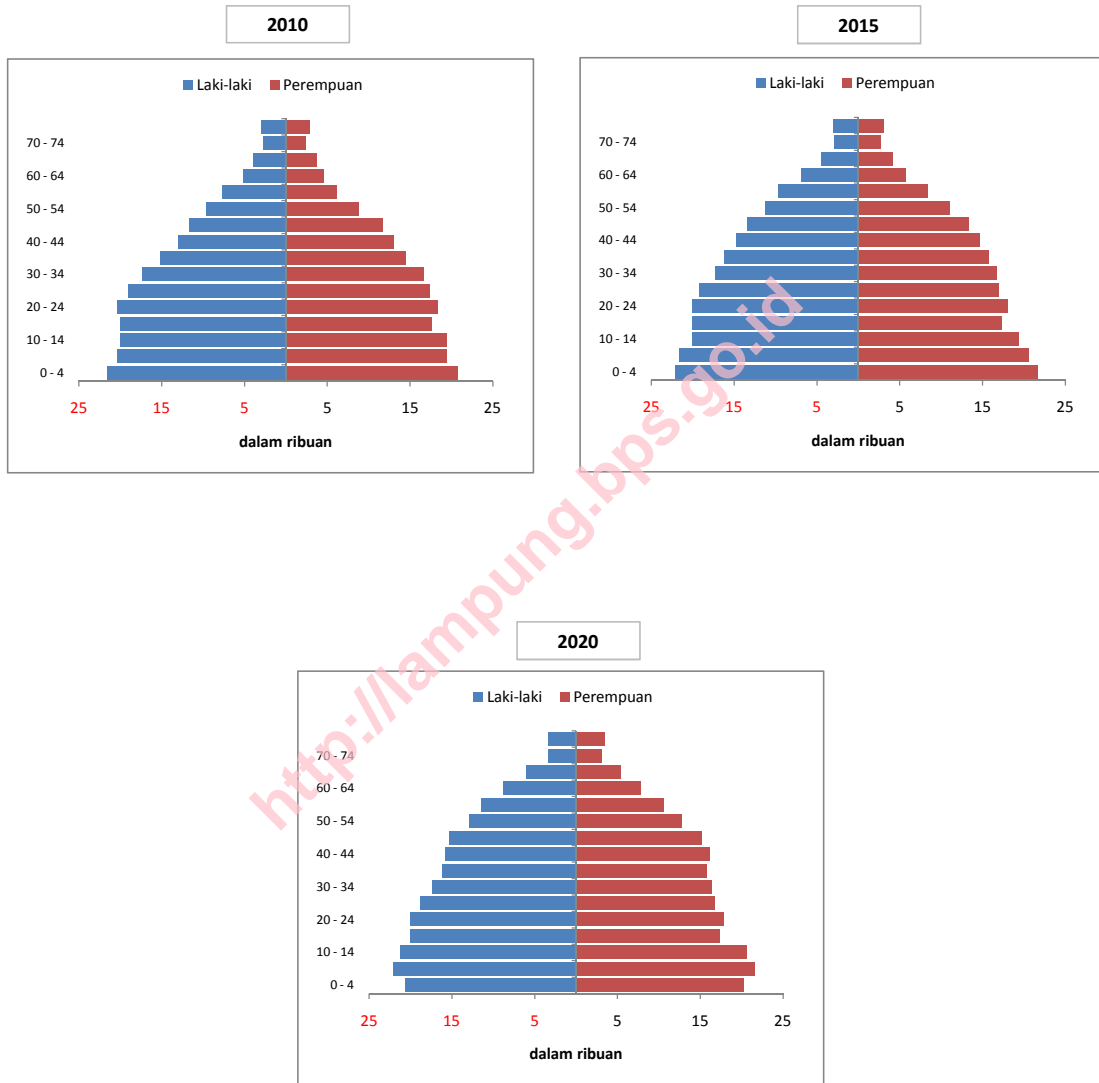 2010
Laki-laki Perempuan
70 - 74
60 - 64
50 - 54
40 - 44
30 - 34
20 - 24
10 - 14
0 - 4
25 15 5 5 15 25
dalam ribuan
2015
Laki-laki Perempuan
70 - 74
60 - 64
50 - 54
40 - 44
30 - 34
20 - 24
10 - 14
0 - 4
25 15 5 5 15 25
dalam ribuan
http://lampung.bps.go.id
2020
Laki-laki Perempuan
70 - 74
60 - 64
50 - 54
40 - 44
30 - 34
20 - 24
10 - 14
0 - 4
25 15 5 5 15 25
dalam ribuan